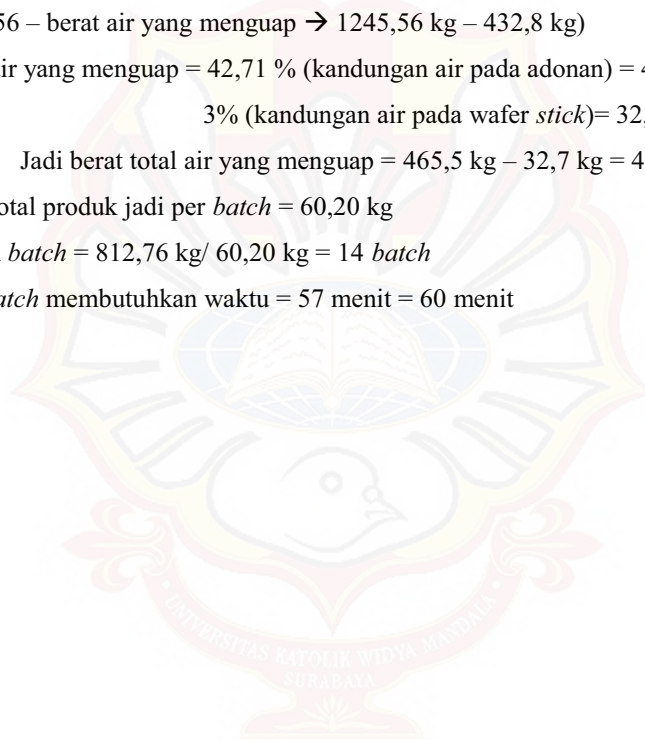 56 – berat air yang menguap → 1245,56 kg – 432,8 kg)
ir yang menguap = 42,71 % (kandungan air pada adonan) = 4
3% (kandungan air pada wafer stick)= 32,
Jadi berat total air yang menguap = 465,5 kg – 32,7 kg = 4
otal produk jadi per batch = 60,20 kg
batch = 812,76 kg/ 60,20 kg = 14 batch
atch membutuhkan waktu = 57 menit = 60 menit
UNIVERSITAS KATOLIK WIDYA MANDALA
SURABAYA